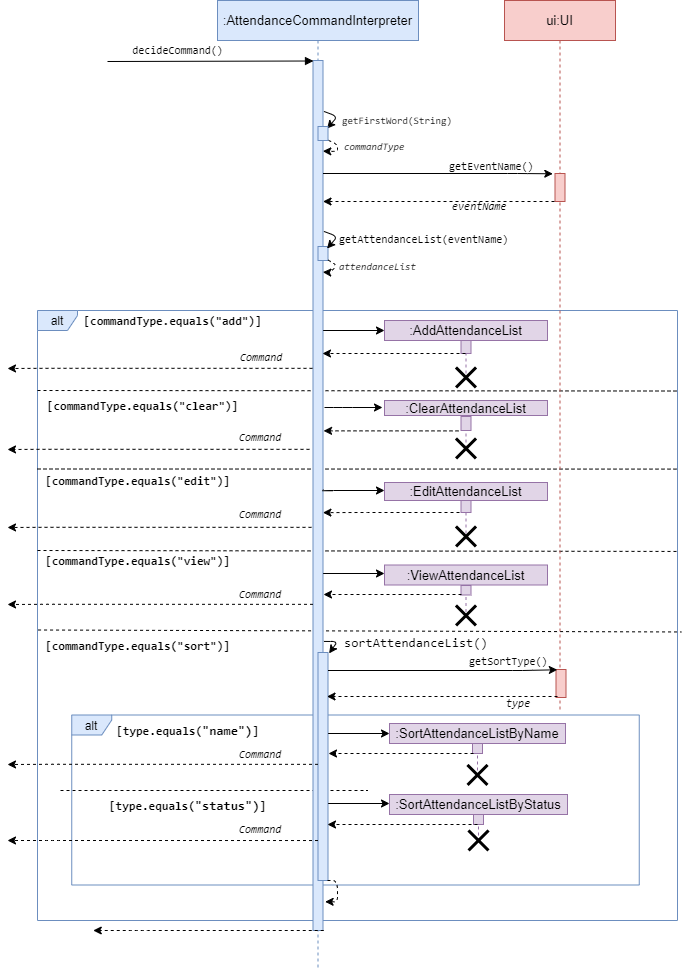 :AttendanceCommandInterpreter
ui:UI
decideCommand()
getFirstWord(String)
commandType
getEventName()
eventName
getAttendanceList(eventName)
attendanceList
alt
[commandType.equals("add")]
:AddAttendanceList
Command
[commandType.equals("clear")]
:ClearAttendanceList
Command
[commandType.equals("edit")]
:EditAttendanceList
Command
[commandType.equals("view")]
:ViewAttendanceList
Command
[commandType.equals("sort")]
sortAttendanceList()
getSortType()
type
alt
[type.equals("name")]
:SortAttendanceListByName
Command
[type.equals("status")]
:SortAttendanceListByStatus
Command